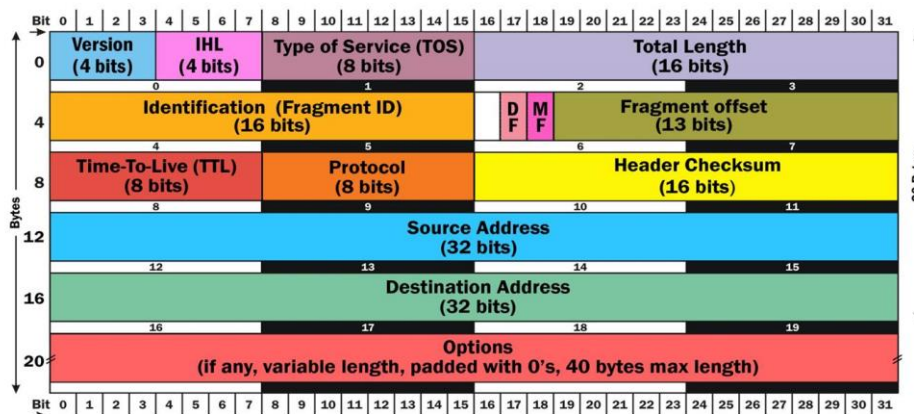 Bit 0 1 2 3 4 5 6 7 8 9 10 11 12 13 14 15 16 17 18 19 20 21 22 23 24 25 26 27 28 29 30 31
0 Version IHL Type of Service (TOS) Total Length
(4 bits) (4 bits) (8 bits) (16 bits)
0 1 2 3
4 Identification (Fragment ID) DF MF Fragment offset
(16 bits) (13 bits)
4 5 6 7
8 Time-To-Live (TTL) Protocol Header Checksum
(8 bits) (8 bits) (16 bits)
8 9 10 11
Bytes
12 Source Address
(32 bits)
12 13 14 15
16 Destination Address
(32 bits)
16 17 18 19
20 Options
(if any, variable length, padded with 0's, 40 bytes max length)
Bit 0 1 2 3 4 5 6 7 8 9 10 11 12 13 14 15 16 17 18 19 20 21 22 23 24 25 26 27 28 29 30 31